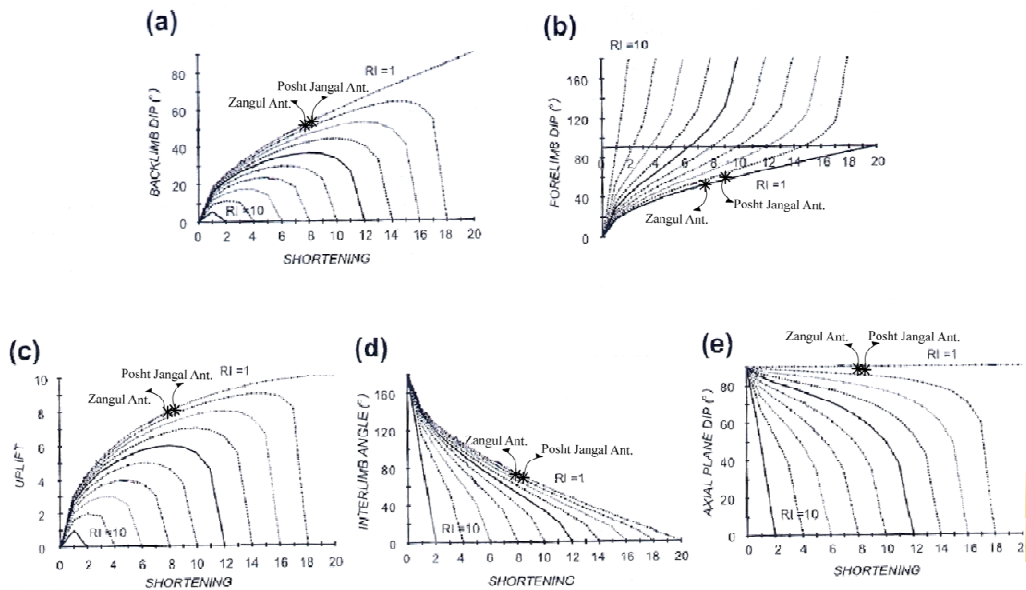 (a)
80
60
40
20
0
BACKLIMB DIP (°)
RI =1
Posht Jangal Ant.
Zangul Ant.
RI =10
0 2 4 6 8 10 12 14 16 18 20
SHORTENING
(b)
RI =10
160
120
80
40
0
FORELIMB DIP (°)
0 2 4 6 8 10 12 14 16 18 20
RI =1
Posht Jangal Ant.
Zangul Ant.
(c)
10
8
6
4
2
0
UPLIFT
Posht Jangal Ant.
RI =1
Zangul Ant.
RI =10
0 2 4 6 8 10 12 14 16 18 20
SHORTENING
(d)
160
120
80
40
0
INTERLIMB ANGLE (°)
Zangul Ant.
Posht Jangal Ant.
RI =1
RI =10
0 2 4 6 8 10 12 14 16 18 20
SHORTENING
(e)
Zangul Ant.
Posht Jangal Ant.
RI =1
80
60
40
20
0
AXIAL PLANE DIP (°)
RI =10
0 2 4 6 8 10 12 14 16 18
SHORTENING